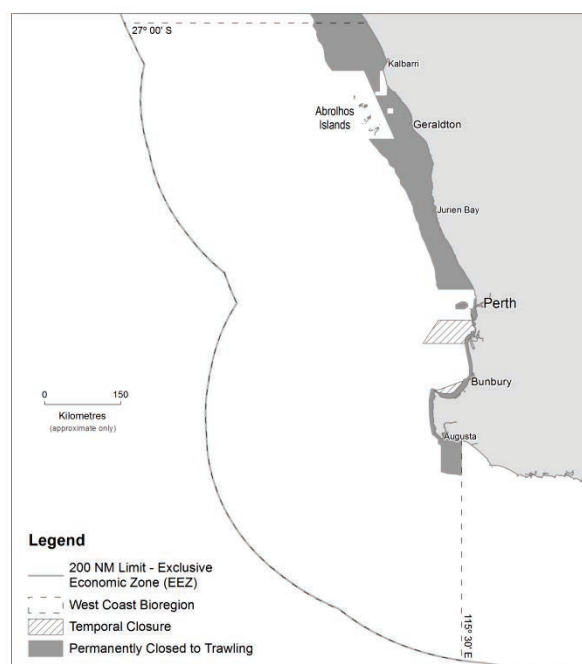 27° 00' S
Kalbarri
Abrolhos
Islands
Geraldton
Jurien Bay
Perth
0 150
Kilometres
(approximate only)
Bunbury
Augusta
115° 30' E
Legend
200 NM Limit - Exclusive
Economic Zone (EEZ)
West Coast Bioregion
Temporal Closure
Permanently Closed to Trawling